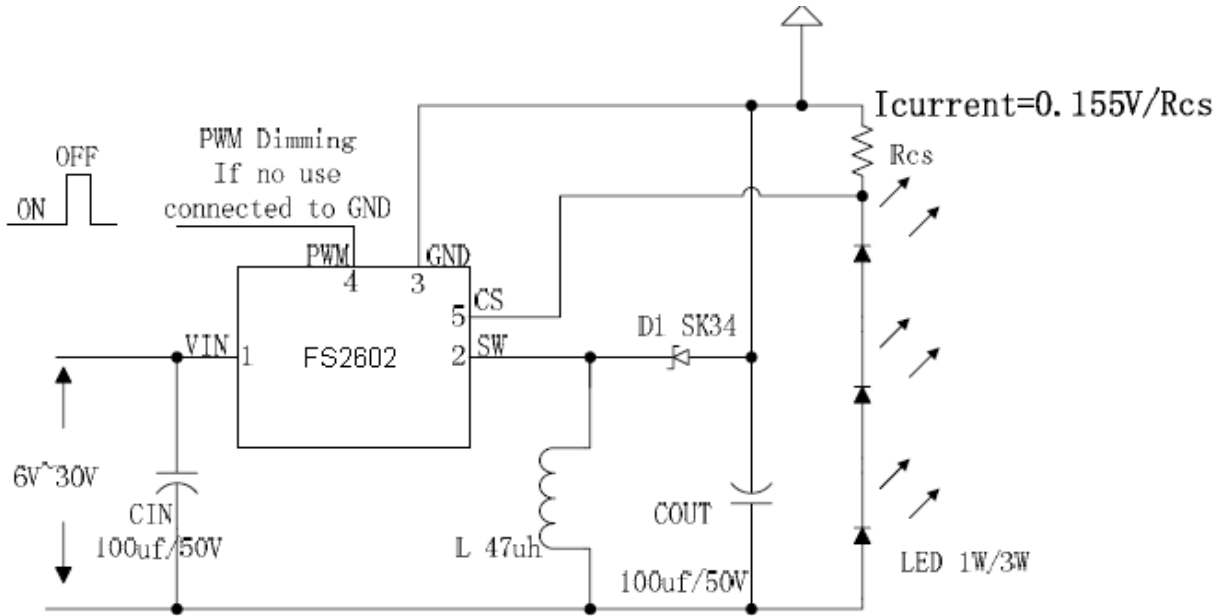 Icurrent=0.155V/Rcs
PWM Dimming
If no use
connected to GND
OFF
ON
Rcs
PWM
GND
4
3
CS
5
D1 SK34
VIN
1
FS2602
2
SW
6V~30V
CIN
100uf/50V
L 47uh
COUT
100uf/50V
LED 1W/3W